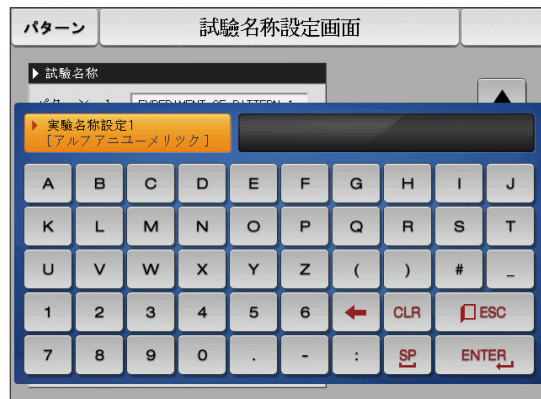 パターン
試験名称設定画面
▶ 試験名称
実験名称設定1
[アルファアニユーメリック]
A B C D E F G H I J
K L M N O P Q R S T
U V W X Y Z ( ) # _
1 2 3 4 5 6 ← CLR ESC
7 8 9 0 . - : SP ENTER